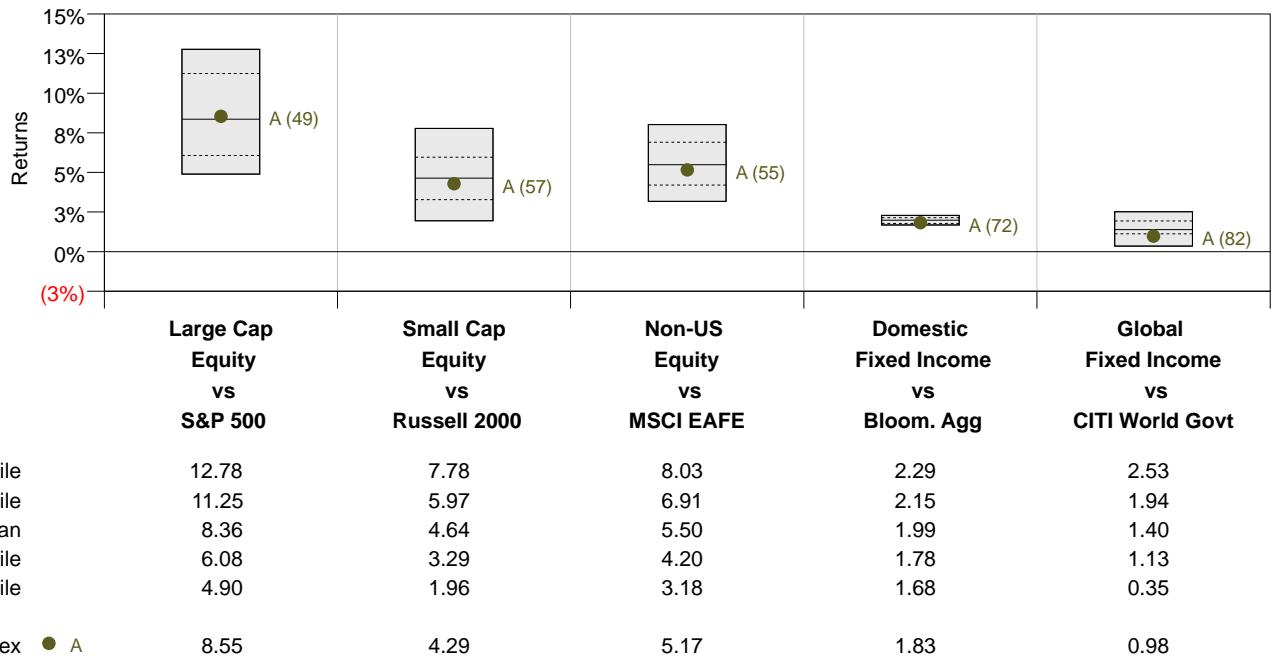 15%
13%
10%
8%
5%
3%
0%
(3%)
Returns
A (49)
A (57)
A (55)
A (72)
A (82)
Large Cap Small Cap Non-US Domestic Global
Equity Equity Equity Fixed Income Fixed Income
vs vs vs vs vs
S&P 500 Russell 2000 MSCI EAFE Bloom. Agg CITI World Govt
ile 12.78 7.78 8.03 2.29 2.53
ile 11.25 5.97 6.91 2.15 1.94
an 8.36 4.64 5.50 1.99 1.40
ile 6.08 3.29 4.20 1.78 1.13
ile 4.90 1.96 3.18 1.68 0.35
ex ● A 8.55 4.29 5.17 1.83 0.98